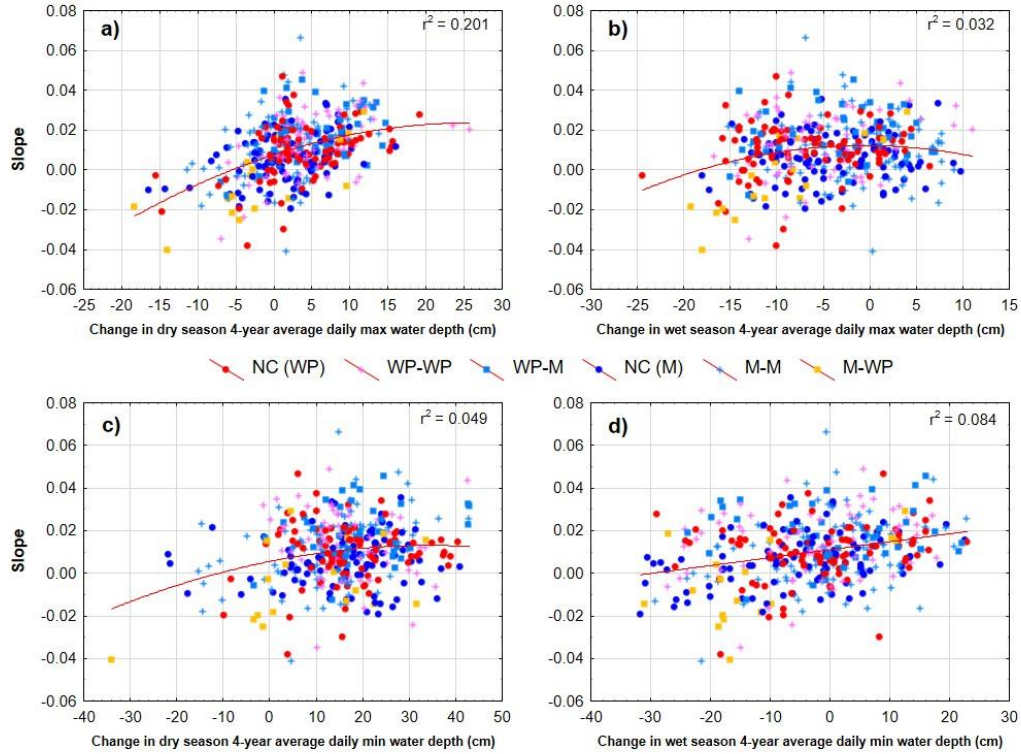 a)
r² = 0.201
b)
r² = 0.032
0.08
0.06
0.04
0.02
0.00
-0.02
-0.04
-0.06
Slope
-25 -20 -15 -10 -5 0 5 10 15 20 25 30
Change in dry season 4-year average daily max water depth (cm)
0.08
0.06
0.04
0.02
0.00
-0.02
-0.04
-0.06
-30 -25 -20 -15 -10 -5 0 5 10 15
Change in wet season 4-year average daily max water depth (cm)
NC (WP) WP-WP WP-M NC (M) M-M M-WP
c)
r² = 0.049
d)
r² = 0.084
0.08
0.06
0.04
0.02
0.00
-0.02
-0.04
-0.06
Slope
-40 -30 -20 -10 0 10 20 30 40 50
Change in dry season 4-year average daily min water depth (cm)
0.08
0.06
0.04
0.02
0.00
-0.02
-0.04
-0.06
-40 -30 -20 -10 0 10 20 30
Change in wet season 4-year average daily min water depth (cm)